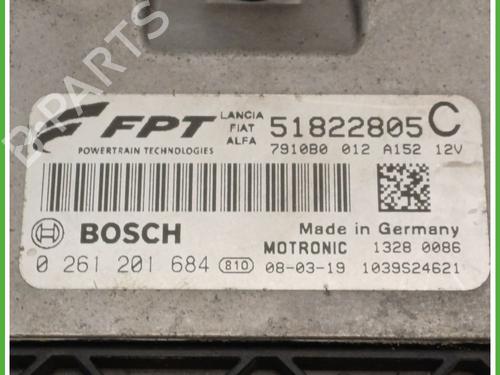 B-PARTS
FPT
POWERTRAIN TECHNOLOGIES
LANCIA
FIAT
ALFA
51822805 C
7910B0 012 A152 12V
BOSCH
Made in Germany
MOTRONIC 1328 0086
0 261 201 684 810 08-03-19 1039S24621